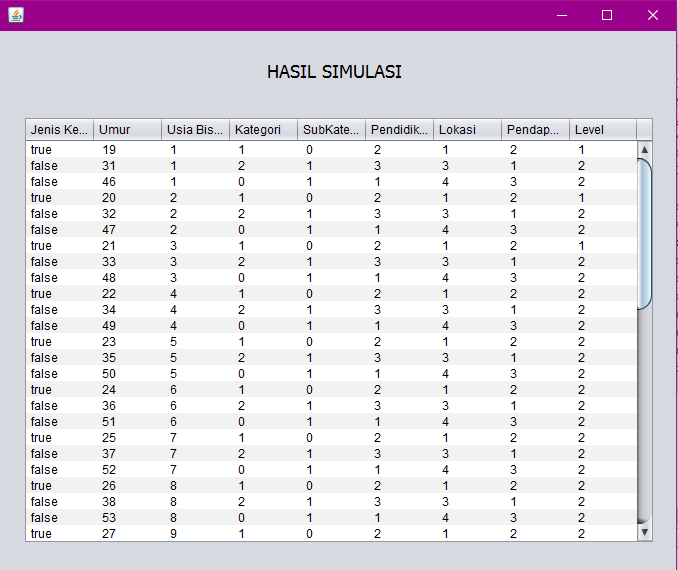 HASIL SIMULASI
Jenis Ke... Umur Usia Bis... Kategori SubKate... Pendidik... Lokasi Pendap... Level
true 19 1 1 0 2 1 2 1
false 31 1 2 1 3 3 1 2
false 46 1 0 1 1 4 3 2
true 20 2 1 0 2 1 2 1
false 32 2 2 1 3 3 1 2
false 47 2 0 1 1 4 3 2
true 21 3 1 0 2 1 2 1
false 33 3 2 1 3 3 1 2
false 48 3 0 1 1 4 3 2
true 22 4 1 0 2 1 2 2
false 34 4 2 1 3 3 1 2
false 49 4 0 1 1 4 3 2
true 23 5 1 0 2 1 2 2
false 35 5 2 1 3 3 1 2
false 50 5 0 1 1 4 3 2
true 24 6 1 0 2 1 2 2
false 36 6 2 1 3 3 1 2
false 51 6 0 1 1 4 3 2
true 25 7 1 0 2 1 2 2
false 37 7 2 1 3 3 1 2
false 52 7 0 1 1 4 3 2
true 26 8 1 0 2 1 2 2
false 38 8 2 1 3 3 1 2
false 53 8 0 1 1 4 3 2
true 27 9 1 0 2 1 2 2